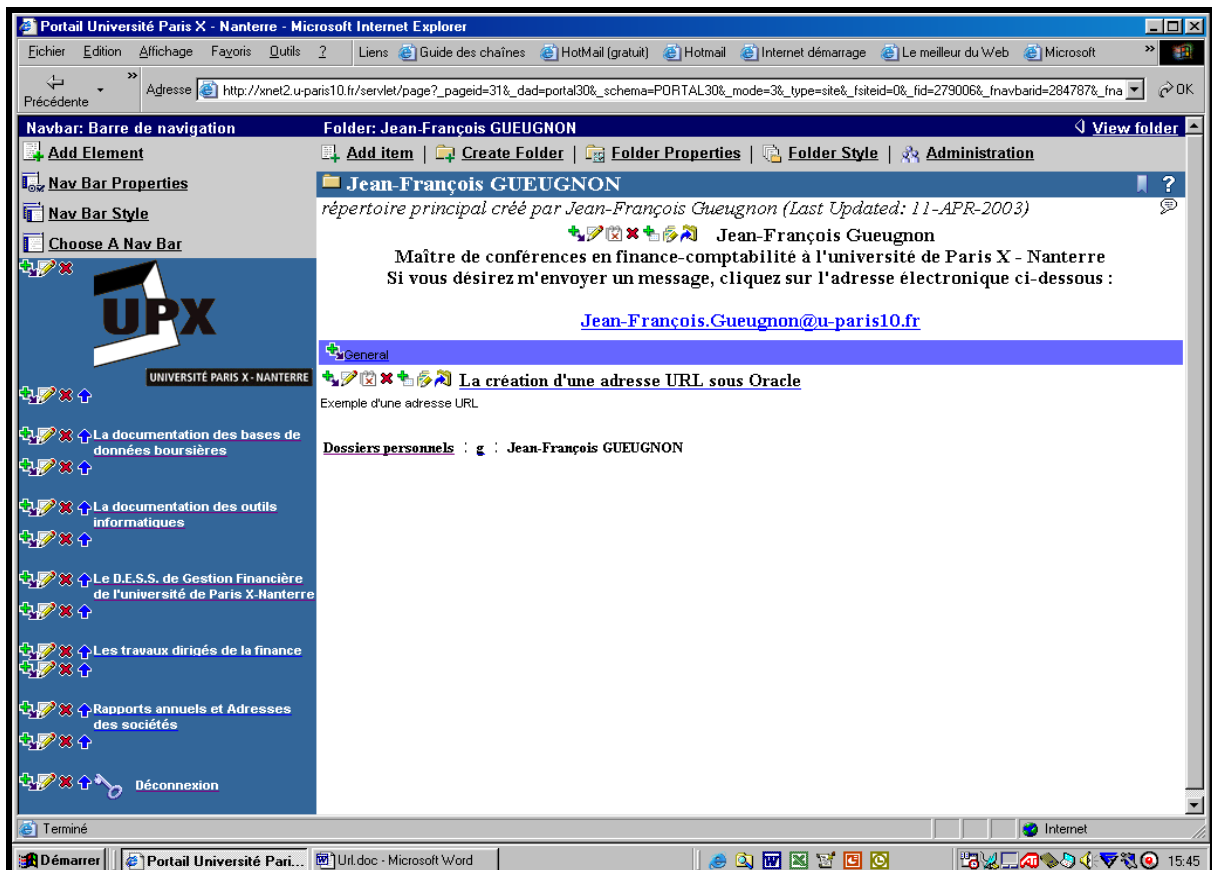 Portail Université Paris X - Nanterre - Microsoft Internet Explorer
Fichier Edition Affichage Favoris Outils ? Liens Guide des chaînes HotMail (gratuit) Hotmail Internet démarrage Le meilleur du Web Microsoft »
Précédente » Adresse http://xnet2.u-paris10.fr/servlet/page?_pageid=31&_dad=portal30&_schema=PORTAL30&_mode=3&_type=site&_fsiteid=0&_fid=279006&_fnavbarid=284787&_fna OK
Navbar: Barre de navigation
Folder: Jean-François GUEUGNON
View folder
Add Element
Nav Bar Properties
Nav Bar Style
Choose A Nav Bar
Add item | Create Folder | Folder Properties | Folder Style | Administration
Jean-François GUEUGNON ?
répertoire principal créé par Jean-François Gueugnon (Last Updated: 11-APR-2003)
Jean-François Gueugnon
Maître de conférences en finance-comptabilité à l'université de Paris X - Nanterre
Si vous désirez m'envoyer un message, cliquez sur l'adresse électronique ci-dessous :
Jean-François.Gueugnon@u-paris10.fr
General
La création d'une adresse URL sous Oracle
Exemple d'une adresse URL
Dossiers personnels : g : Jean-François GUEUGNON
UPX
UNIVERSITÉ PARIS X - NANTERRE
La documentation des bases de
données boursières
La documentation des outils
informatiques
Le D.E.S.S. de Gestion Financière
de l'université de Paris X-Nanterre
Les travaux dirigés de la finance
Rapports annuels et Adresses
des sociétés
Déconnexion
Terminé
Internet
Démarrer Portail Université Pari... Url.doc - Microsoft Word 15:45